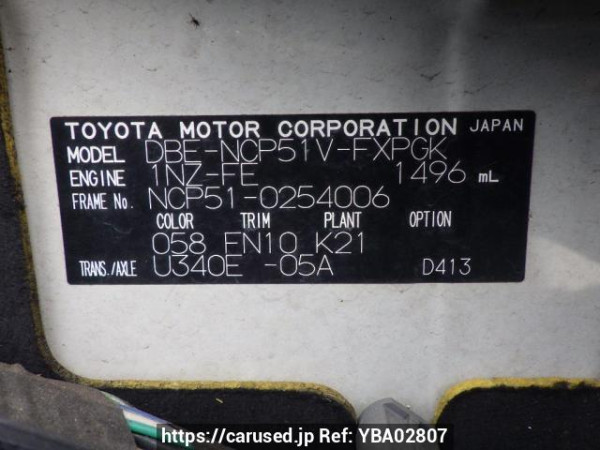 TOYOTA MOTOR CORPORATION JAPAN
MODEL DBE-NCP51V-FXPGK
ENGINE 1NZ-FE 1496 mL
FRAME No. NCP51-0254006
COLOR TRIM PLANT OPTION
058 FN10 K21
TRANS./AXLE U340E -05A D413
https://carused.jp Ref: YBA02807